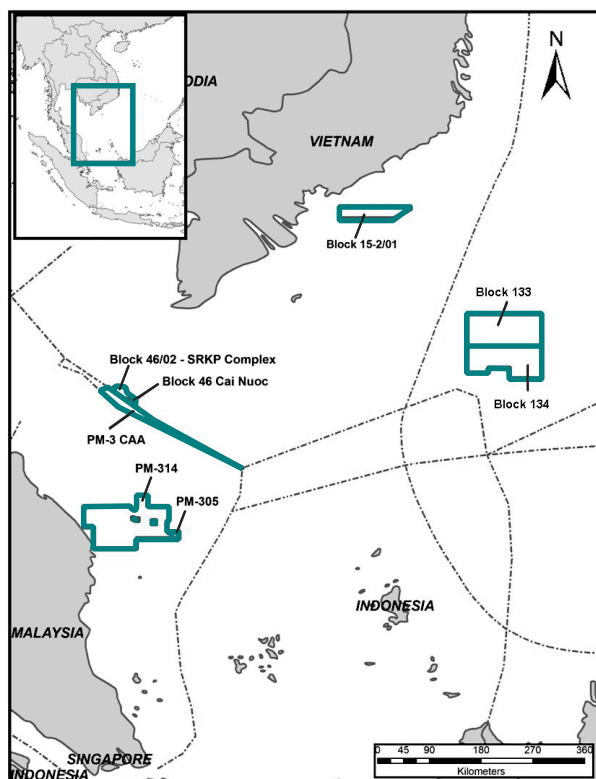 N
ODIA
VIETNAM
Block 15-2/01
Block 133
Block 134
Block 46/02 - SRKP Complex
Block 46 Cai Nuoc
PM-3 CAA
PM-314
PM-305
INDONESIA
MALAYSIA
SINGAPORE
INDONESIA
0 45 90 180 270 360
Kilometers